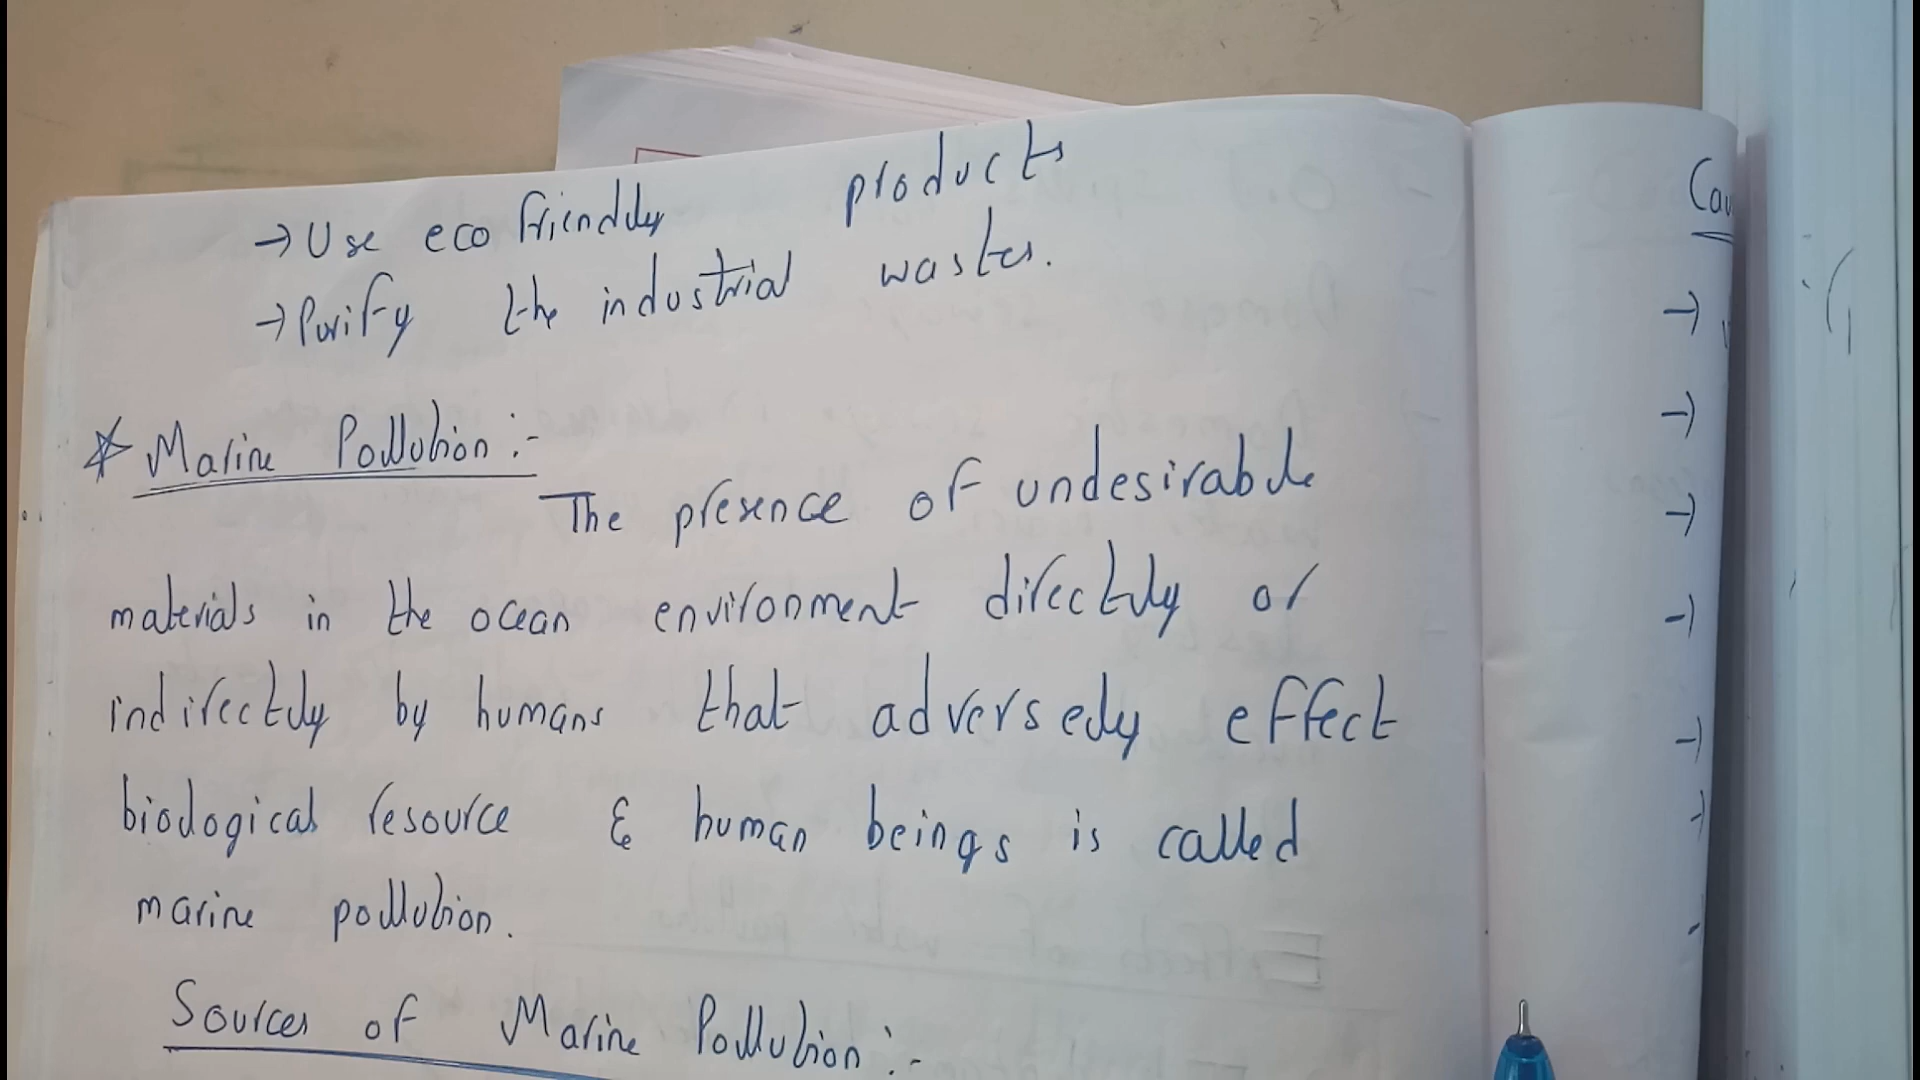 → Use eco friendly products
→ Purify the industrial wastes.
* Marine Pollution :-
The presence of undesirable
materials in the ocean environment directly or
indirectly by humans that adversely effect
biological resource & human beings is called
marine pollution.
Sources of Marine Pollution :-
Cau
→
→
→
→
→
→